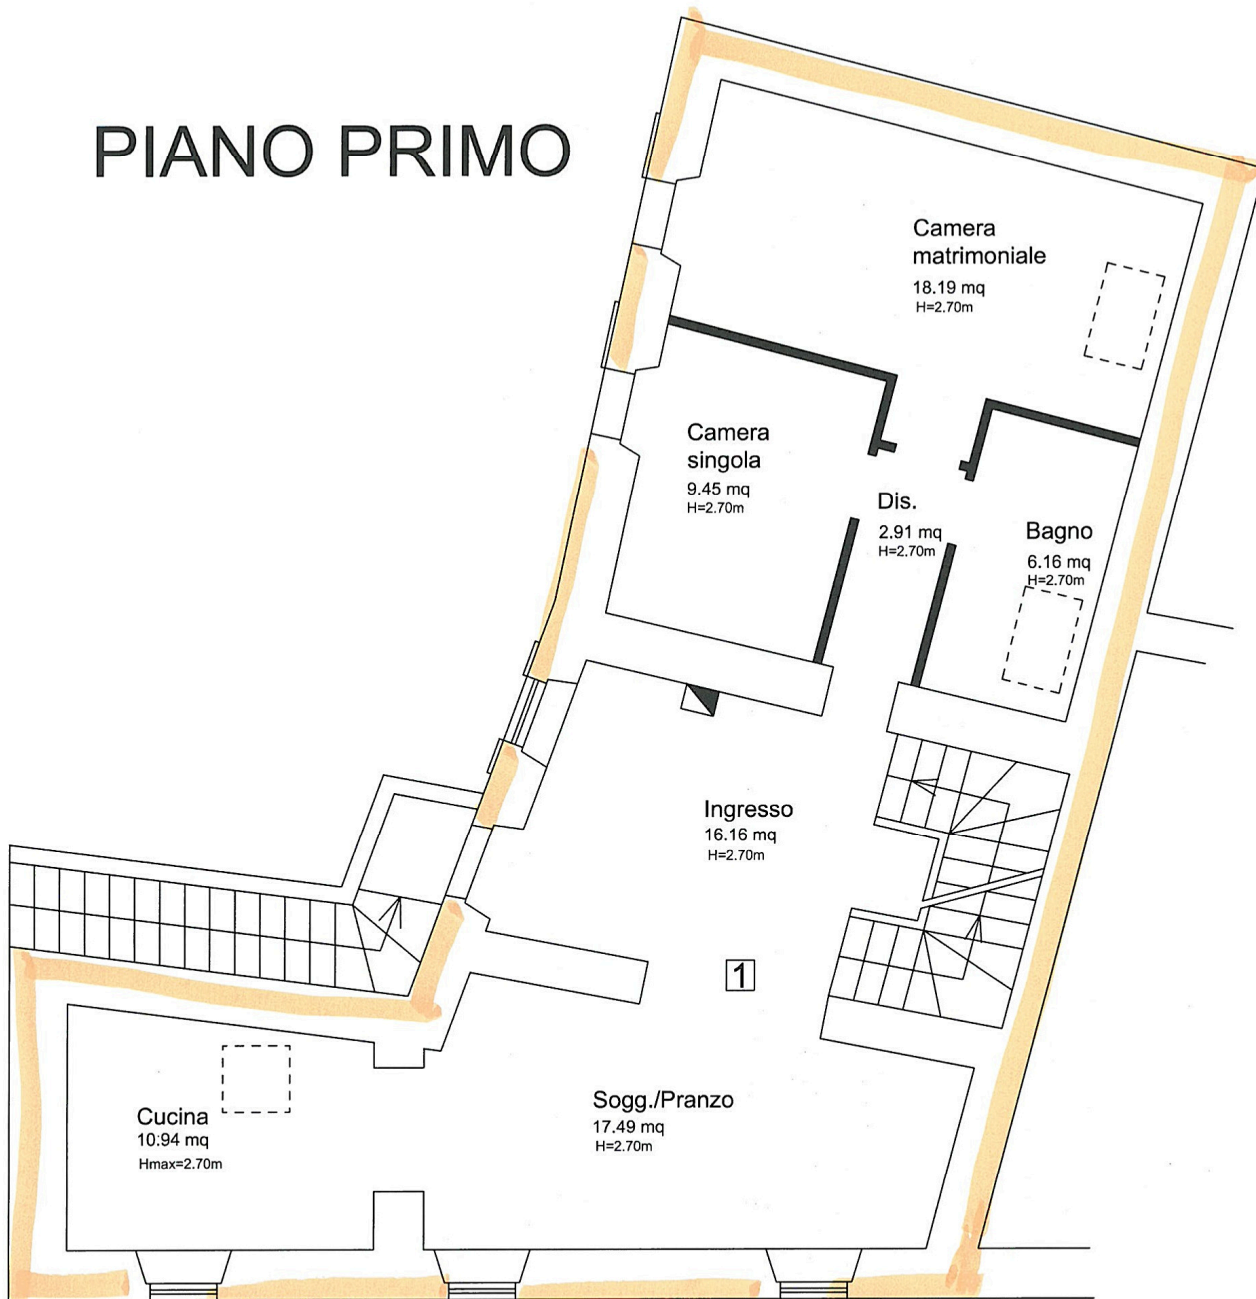 PIANO PRIMO
Camera
matrimoniale
18.19 mq
H=2.70m
Camera
singola
9.45 mq
H=2.70m
Dis.
2.91 mq
H=2.70m
Bagno
6.16 mq
H=2.70m
Ingresso
16.16 mq
H=2.70m
1
Sogg./Pranzo
17.49 mq
H=2.70m
Cucina
10.94 mq
Hmax=2.70m